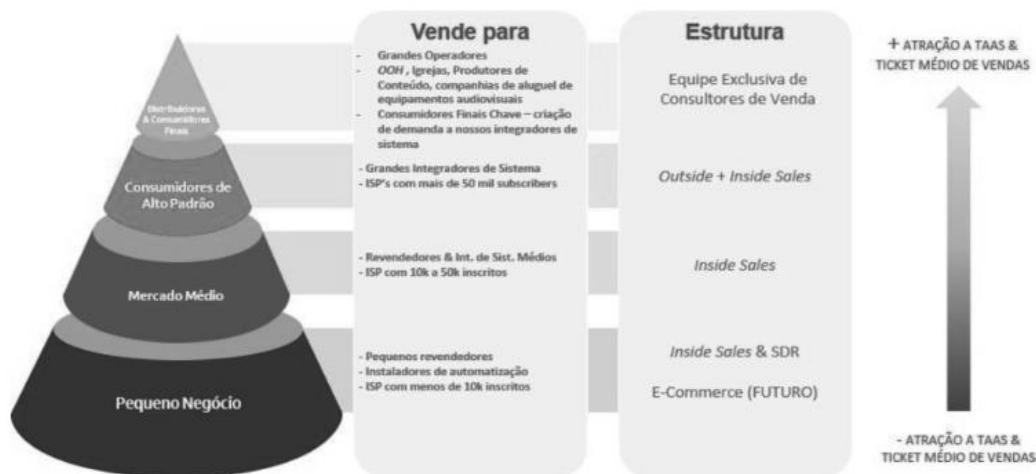 Vende para
Estrutura
+ ATRAÇÃO A TAAS &
TICKET MÉDIO DE VENDAS
Distribuidores
& Consumidores
Finais
- Grandes Operadores
- OOH , Igrejas, Produtores de
Conteúdo, companhias de aluguel de
equipamentos audiovisuais
- Consumidores Finais Chave – criação
de demanda a nossos integradores de
sistema
Equipe Exclusiva de
Consultores de Venda
Consumidores de
Alto Padrão
- Grandes Integradores de Sistema
- ISP's com mais de 50 mil subscribers
Outside + Inside Sales
Mercado Médio
- Revendedores & Int. de Sist. Médios
- ISP com 10k a 50k inscritos
Inside Sales
Pequeno Negócio
- Pequenos revendedores
- Instaladores de automatização
- ISP com menos de 10k inscritos
Inside Sales & SDR
E-Commerce (FUTURO)
- ATRAÇÃO A TAAS &
TICKET MÉDIO DE VENDAS